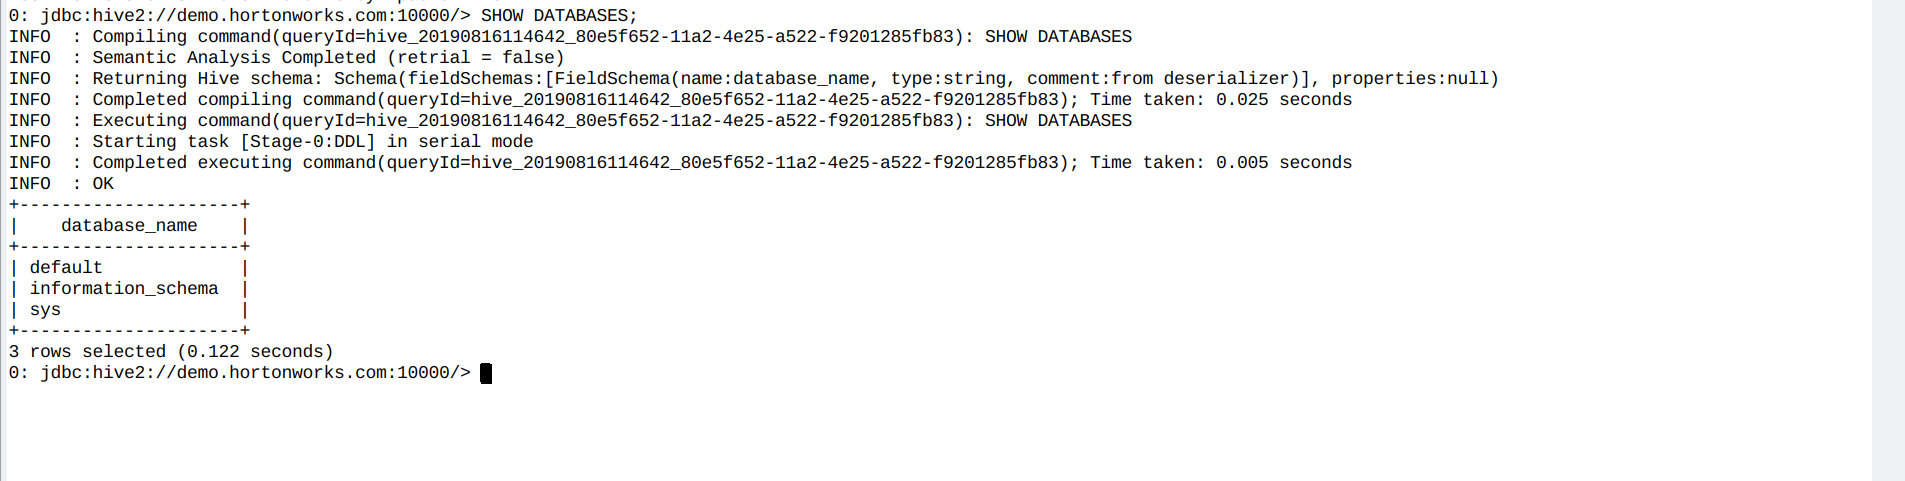 0: jdbc:hive2://demo.hortonworks.com:10000/> SHOW DATABASES;
INFO  : Compiling command(queryId=hive_20190816114642_80e5f652-11a2-4e25-a522-f9201285fb83): SHOW DATABASES
INFO  : Semantic Analysis Completed (retrial = false)
INFO  : Returning Hive schema: Schema(fieldSchemas:[FieldSchema(name:database_name, type:string, comment:from deserializer)], properties:null)
INFO  : Completed compiling command(queryId=hive_20190816114642_80e5f652-11a2-4e25-a522-f9201285fb83); Time taken: 0.025 seconds
INFO  : Executing command(queryId=hive_20190816114642_80e5f652-11a2-4e25-a522-f9201285fb83): SHOW DATABASES
INFO  : Starting task [Stage-0:DDL] in serial mode
INFO  : Completed executing command(queryId=hive_20190816114642_80e5f652-11a2-4e25-a522-f9201285fb83); Time taken: 0.005 seconds
INFO  : OK
+---------------------+
|    database_name    |
+---------------------+
| default             |
| information_schema  |
| sys                 |
+---------------------+
3 rows selected (0.122 seconds)
0: jdbc:hive2://demo.hortonworks.com:10000/>